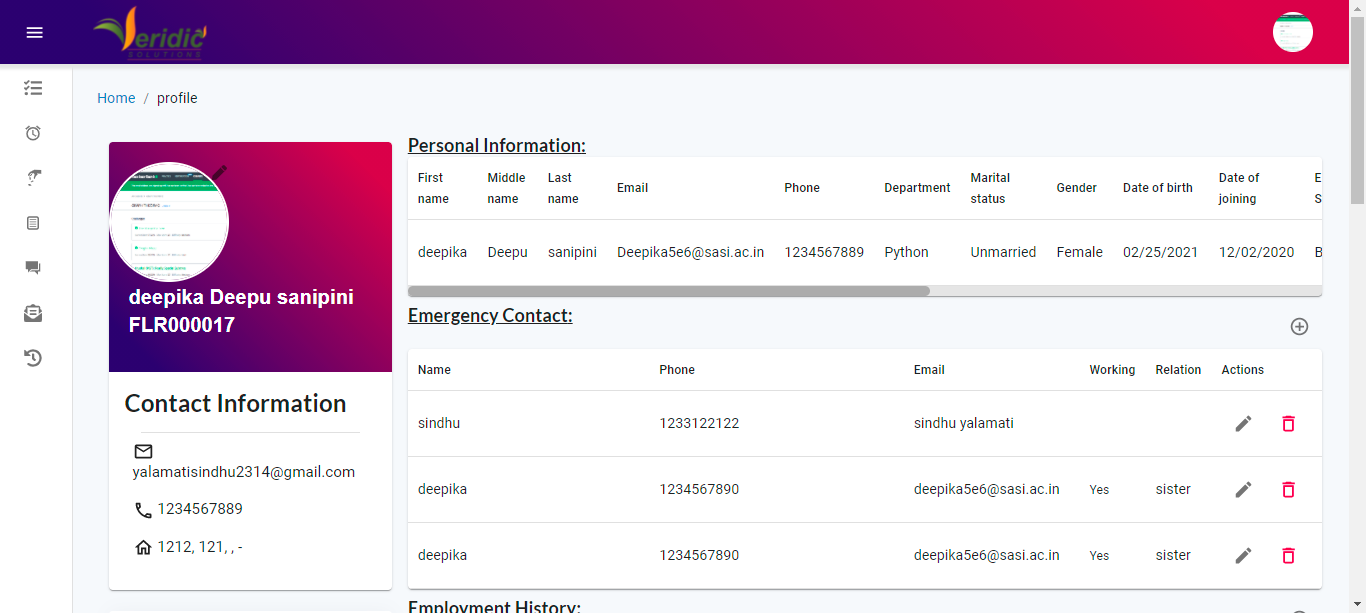 eridic
SOLUTIONS
Home / profile
deepika Deepu sanipini
FLR000017
Contact Information
yalamatisindhu2314@gmail.com
1234567889
1212, 121, , -
Personal Information:
First name Middle name Last name Email Phone Department Marital status Gender Date of birth Date of joining E S
deepika Deepu sanipini Deepika5e6@sasi.ac.in 1234567889 Python Unmarried Female 02/25/2021 12/02/2020 B
Emergency Contact:
Name Phone Email Working Relation Actions
sindhu 1233122122 sindhu yalamati
deepika 1234567890 deepika5e6@sasi.ac.in Yes sister
deepika 1234567890 deepika5e6@sasi.ac.in Yes sister
Employment History: